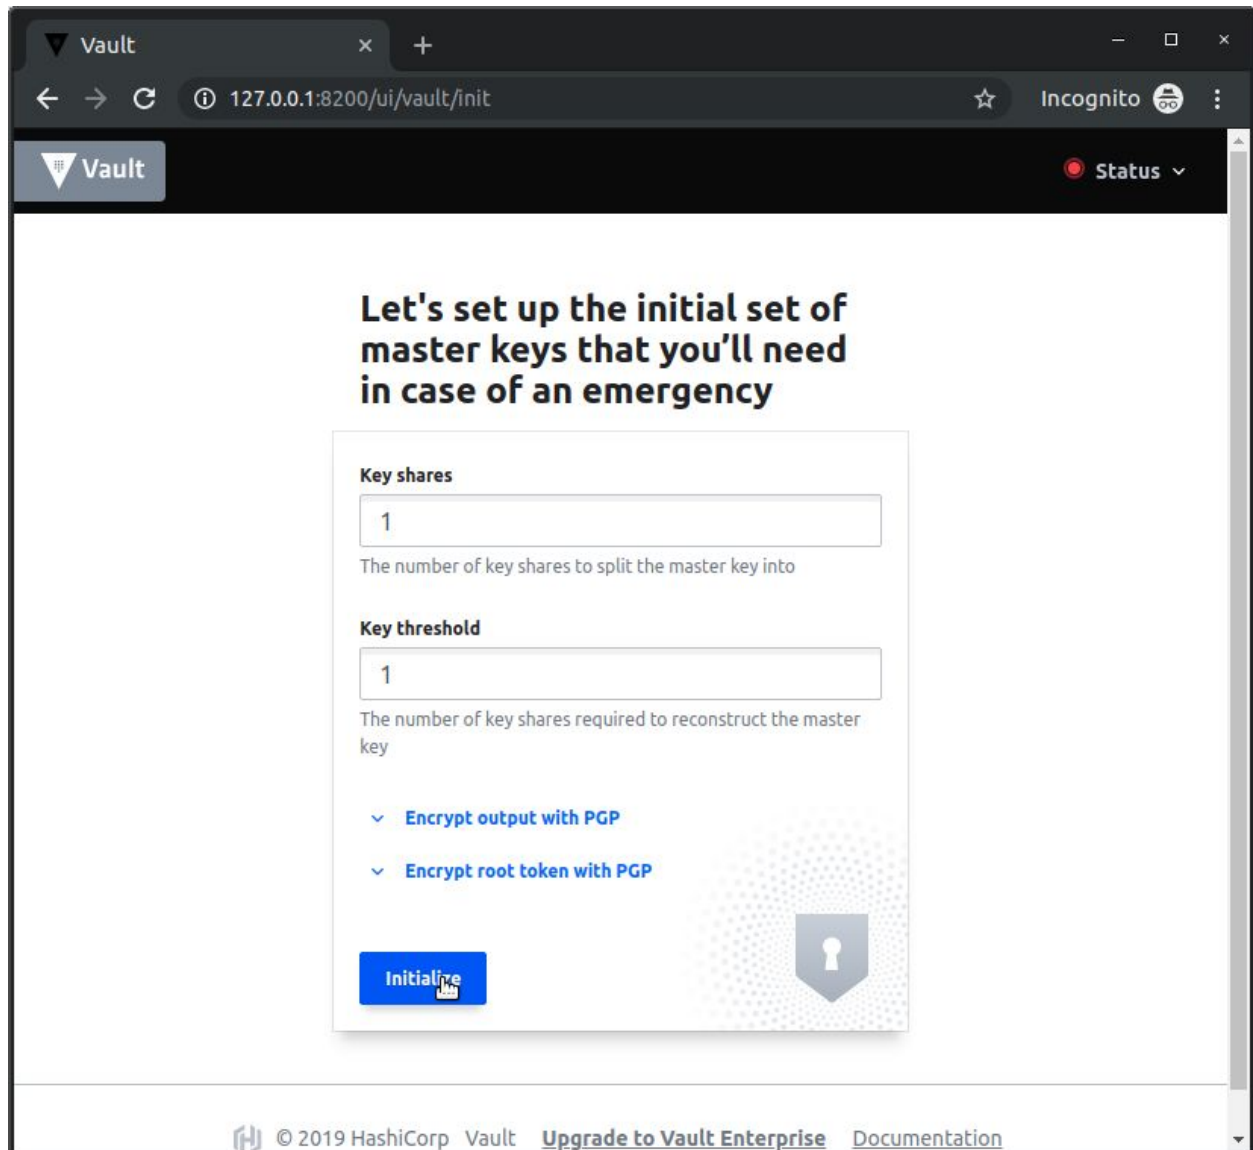 Vault
127.0.0.1:8200/ui/vault/init
Incognito
Vault
Status
Let's set up the initial set of
master keys that you’ll need
in case of an emergency
Key shares
1
The number of key shares to split the master key into
Key threshold
1
The number of key shares required to reconstruct the master
key
Encrypt output with PGP
Encrypt root token with PGP
Initialize
© 2019 HashiCorp Vault Upgrade to Vault Enterprise Documentation